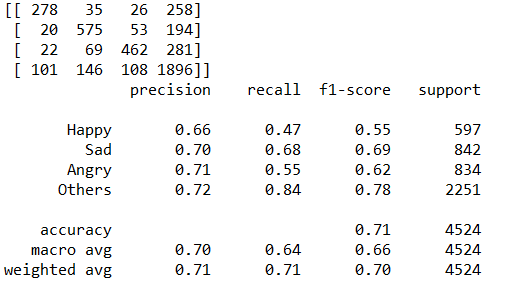 [[ 278 35 26 258]
[ 20 575 53 194]
[ 22 69 462 281]
[ 101 146 108 1896]]
precision recall f1-score support
Happy 0.66 0.47 0.55 597
Sad 0.70 0.68 0.69 842
Angry 0.71 0.55 0.62 834
Others 0.72 0.84 0.78 2251
accuracy 0.71 4524
macro avg 0.70 0.64 0.66 4524
weighted avg 0.71 0.71 0.70 4524